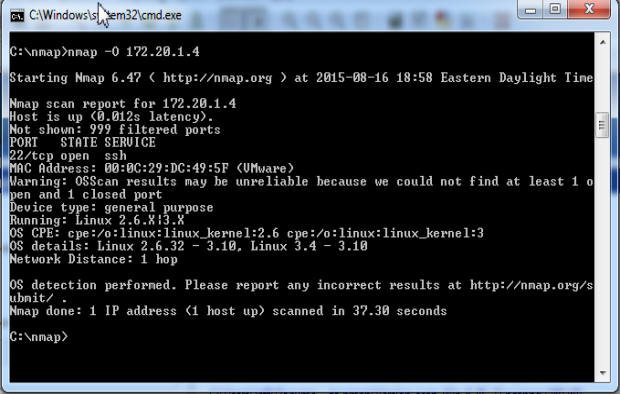 C:\Windows\system32\cmd.exe
C:\nmap>nmap -O 172.20.1.4
Starting Nmap 6.47 ( http://nmap.org ) at 2015-08-16 18:58 Eastern Daylight Time
Nmap scan report for 172.20.1.4
Host is up (0.012s latency).
Not shown: 999 filtered ports
PORT   STATE SERVICE
22/tcp open  ssh
MAC Address: 00:0C:29:DC:49:5F (VMware)
Warning: OSScan results may be unreliable because we could not find at least 1 o
pen and 1 closed port
Device type: general purpose
Running: Linux 2.6.X|3.X
OS CPE: cpe:/o:linux:linux_kernel:2.6 cpe:/o:linux:linux_kernel:3
OS details: Linux 2.6.32 - 3.10, Linux 3.4 - 3.10
Network Distance: 1 hop
OS detection performed. Please report any incorrect results at http://nmap.org/s
ubmit/ .
Nmap done: 1 IP address (1 host up) scanned in 37.30 seconds
C:\nmap>